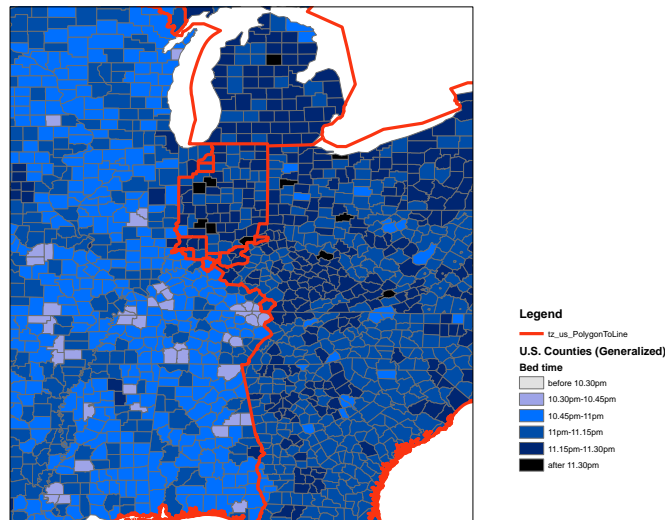 Legend
tz_us_PolygonToLine
U.S. Counties (Generalized)
Bed time
before 10.30pm
10.30pm-10.45pm
10.45pm-11pm
11pm-11.15pm
11.15pm-11.30pm
after 11.30pm